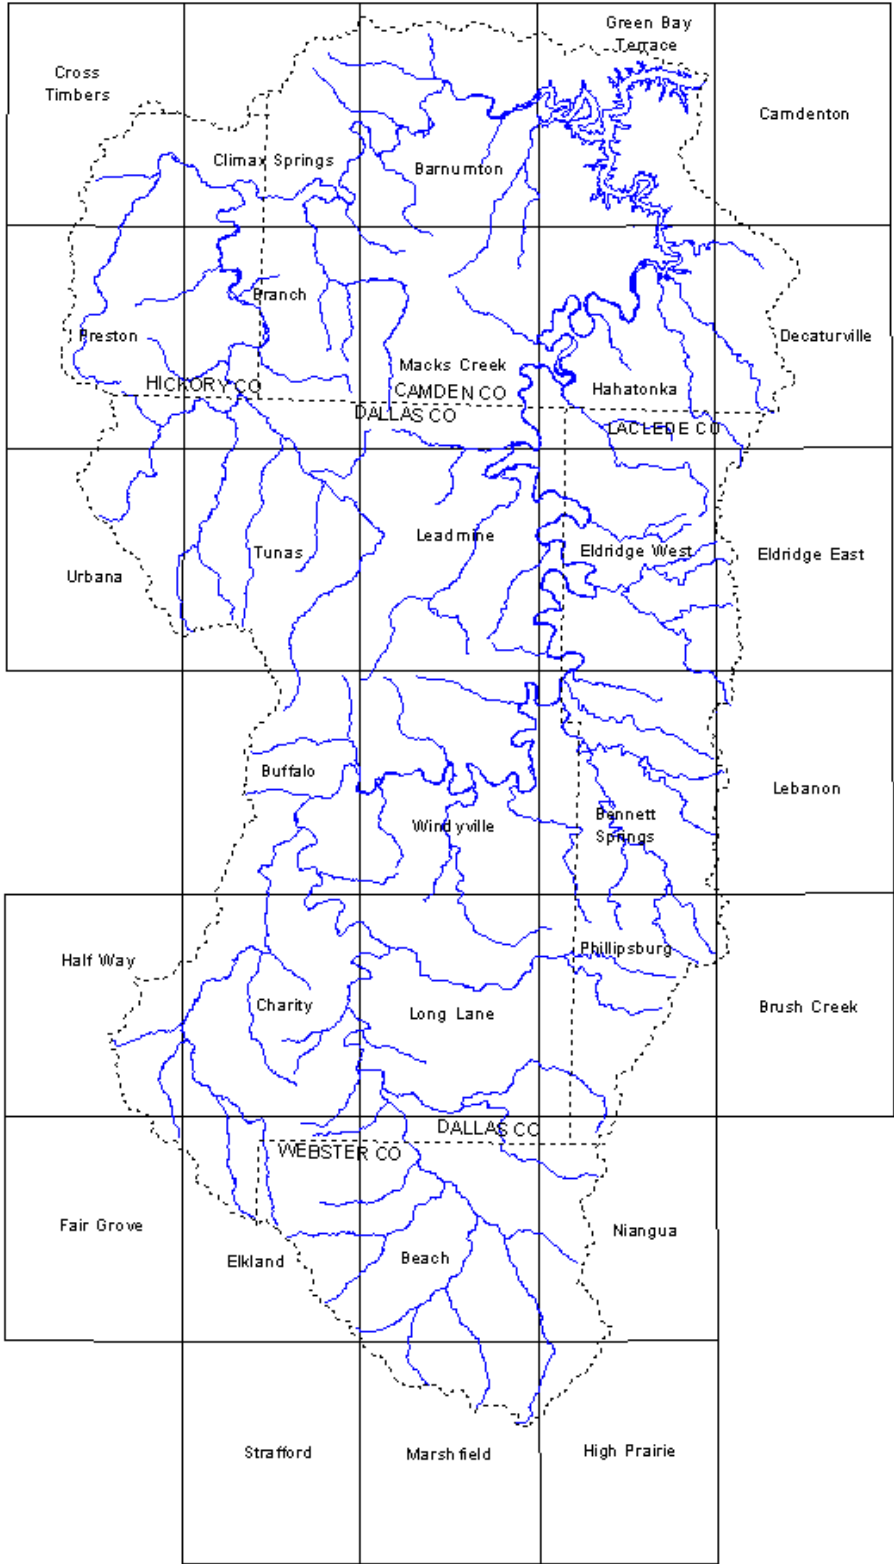 Green Bay
Terrace
Cross
Timbers
Camdenton
Climax Springs
Barnumton
Branch
Preston
Decaturville
Macks Creek
Hahatonka
HICKORY CO
CAMDEN CO
DALLAS CO
LACLEDE CO
Leadmine
Tunas
Eldridge West
Eldridge East
Urbana
Buffalo
Lebanon
Windyville
Bennett
Springs
Half Way
Phillipsburg
Charity
Long Lane
Brush Creek
DALLAS CO
WEBSTER CO
Fair Grove
Niangua
Elkland
Beach
Strafford
Marshfield
High Prairie